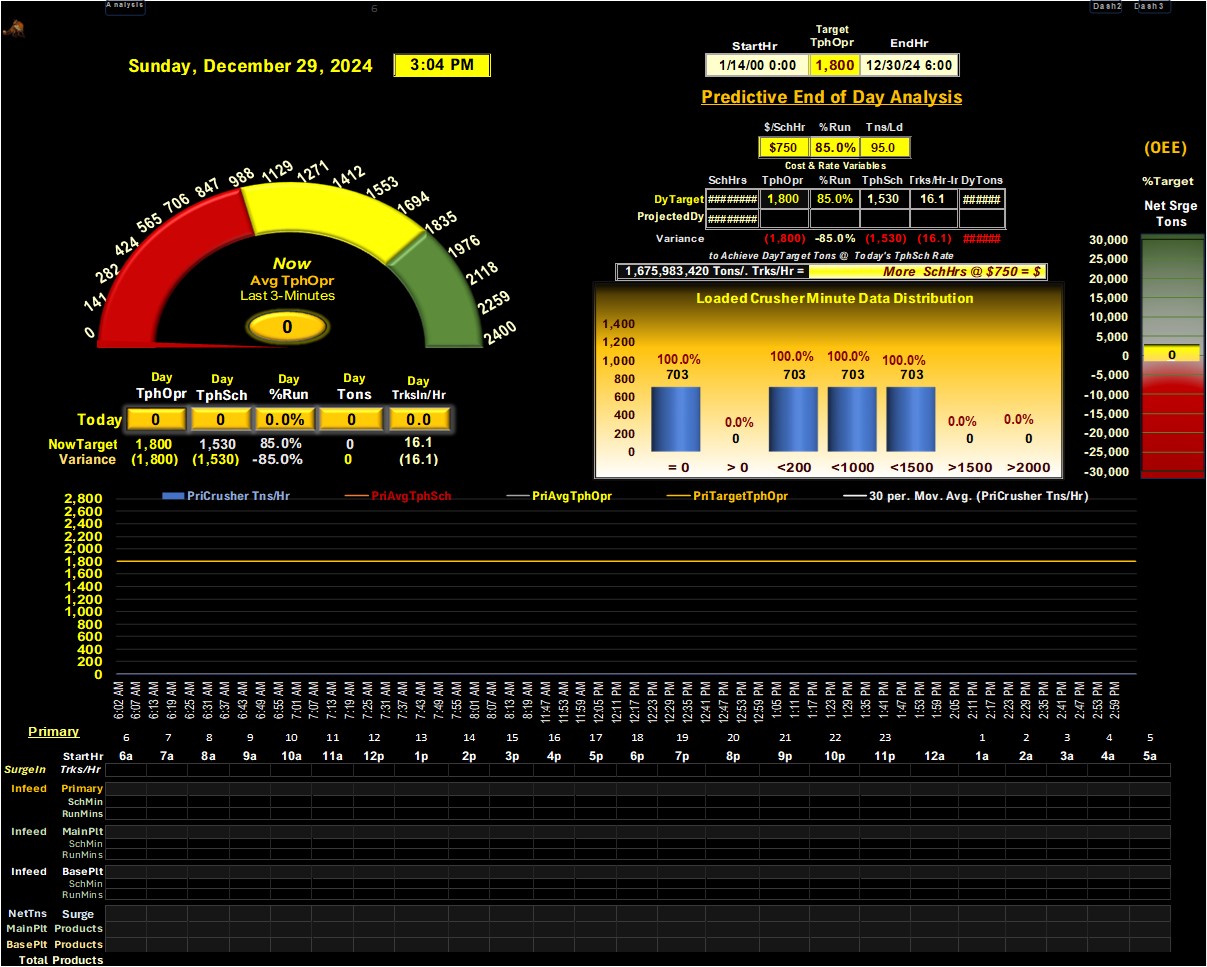 Analysis 6 Dash2 Dash3
Sunday, December 29, 2024 3:04 PM
StartHr Target TphOpr EndHr
1/14/00 0:00 1,800 12/30/24 6:00
Predictive End of Day Analysis
$/SchHr %Run Tns/Ld
$750 85.0% 95.0
Cost & Rate Variables
SchHrs TphOpr %Run TphSch Trks/Hr-Ir DyTons
DyTarget ######## 1,800 85.0% 1,530 16.1 ######
ProjectedDy ########
Variance (1,800) -85.0% (1,530) (16.1) ######
to Achieve DayTarget Tons @ Today's TphSch Rate
1,675,983,420 Tons/. Trks/Hr = More SchHrs @ $750 = $
(OEE)
%Target
Net Srge
Tons
30,000
25,000
20,000
15,000
10,000
5,000
0
0
-5,000
-10,000
-15,000
-20,000
-25,000
-30,000
0 141 282 424 565 706 847 988 1129 1271 1412 1553 1694 1835 1976 2118 2259 2400
Now
Avg TphOpr
Last 3-Minutes
0
Day Day Day Day Day
TphOpr TphSch %Run Tons TrksIn/Hr
Today 0 0 0.0% 0 0.0
NowTarget 1,800 1,530 85.0% 0 16.1
Variance (1,800) (1,530) -85.0% 0 (16.1)
Loaded Crusher Minute Data Distribution
1,400
1,200
1,000
800
600
400
200
0
100.0% 0.0% 100.0% 100.0% 100.0% 0.0% 0.0%
703 0 703 703 703 0 0
= 0 > 0 <200 <1000 <1500 >1500 >2000
PriCrusher Tns/Hr PriAvgTphSch PriAvgTphOpr PriTargetTphOpr 30 per. Mov. Avg. (PriCrusher Tns/Hr)
2,800
2,600
2,400
2,200
2,000
1,800
1,600
1,400
1,200
1,000
800
600
400
200
0
6:02 AM 6:07 AM 6:13 AM 6:19 AM 6:25 AM 6:31 AM 6:37 AM 6:43 AM 6:49 AM 6:55 AM 7:01 AM 7:07 AM 7:13 AM 7:19 AM 7:25 AM 7:31 AM 7:37 AM 7:43 AM 7:49 AM 7:55 AM 8:01 AM 8:07 AM 8:13 AM 8:19 AM 11:47 AM 11:53 AM 11:59 AM 12:05 PM 12:11 PM 12:17 PM 12:23 PM 12:29 PM 12:35 PM 12:41 PM 12:47 PM 12:53 PM 12:59 PM 1:05 PM 1:11 PM 1:17 PM 1:23 PM 1:29 PM 1:35 PM 1:41 PM 1:47 PM 1:53 PM 1:59 PM 2:05 PM 2:11 PM 2:17 PM 2:23 PM 2:29 PM 2:35 PM 2:41 PM 2:47 PM 2:53 PM 2:59 PM
Primary
6 7 8 9 10 11 12 13 14 15 16 17 18 19 20 21 22 23 1 2 3 4 5
StartHr 6a 7a 8a 9a 10a 11a 12p 1p 2p 3p 4p 5p 6p 7p 8p 9p 10p 11p 12a 1a 2a 3a 4a 5a
SurgeIn Trks/Hr
Infeed Primary
SchMin
RunMins
Infeed MainPlt
SchMin
RunMins
Infeed BasePlt
SchMin
RunMins
NetTns Surge
MainPlt Products
BasePlt Products
Total Products